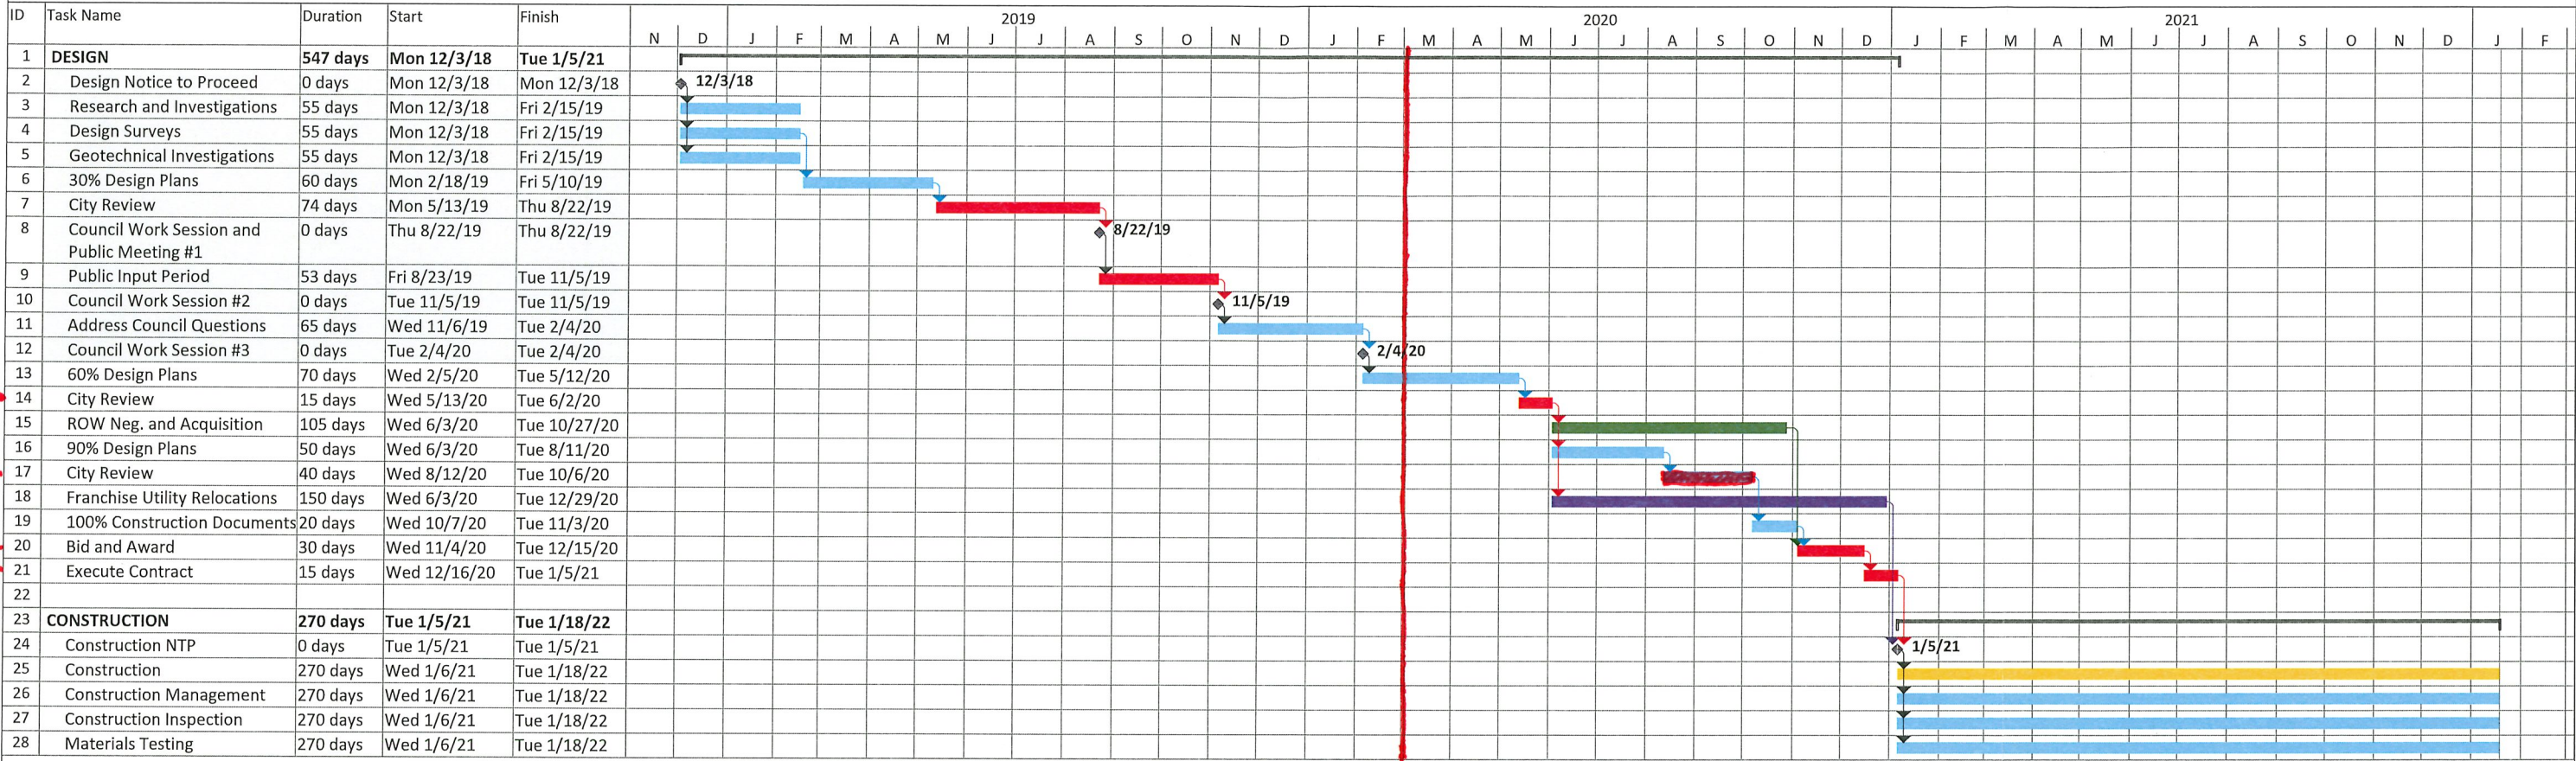 ID Task Name Duration Start Finish 2019 2020 2021
N D J F M A M J J A S O N D J F M A M J J A S O N D J F M A M J J A S O N D J F
1 DESIGN 547 days Mon 12/3/18 Tue 1/5/21
2 Design Notice to Proceed 0 days Mon 12/3/18 Mon 12/3/18 12/3/18
3 Research and Investigations 55 days Mon 12/3/18 Fri 2/15/19
4 Design Surveys 55 days Mon 12/3/18 Fri 2/15/19
5 Geotechnical Investigations 55 days Mon 12/3/18 Fri 2/15/19
6 30% Design Plans 60 days Mon 2/18/19 Fri 5/10/19
7 City Review 74 days Mon 5/13/19 Thu 8/22/19
8 Council Work Session and 0 days Thu 8/22/19 Thu 8/22/19 8/22/19
Public Meeting #1
9 Public Input Period 53 days Fri 8/23/19 Tue 11/5/19
10 Council Work Session #2 0 days Tue 11/5/19 Tue 11/5/19 11/5/19
11 Address Council Questions 65 days Wed 11/6/19 Tue 2/4/20
12 Council Work Session #3 0 days Tue 2/4/20 Tue 2/4/20 2/4/20
13 60% Design Plans 70 days Wed 2/5/20 Tue 5/12/20
14 City Review 15 days Wed 5/13/20 Tue 6/2/20
15 ROW Neg. and Acquisition 105 days Wed 6/3/20 Tue 10/27/20
16 90% Design Plans 50 days Wed 6/3/20 Tue 8/11/20
17 City Review 40 days Wed 8/12/20 Tue 10/6/20
18 Franchise Utility Relocations 150 days Wed 6/3/20 Tue 12/29/20
19 100% Construction Documents 20 days Wed 10/7/20 Tue 11/3/20
20 Bid and Award 30 days Wed 11/4/20 Tue 12/15/20
21 Execute Contract 15 days Wed 12/16/20 Tue 1/5/21
22
23 CONSTRUCTION 270 days Tue 1/5/21 Tue 1/18/22
24 Construction NTP 0 days Tue 1/5/21 Tue 1/5/21 1/5/21
25 Construction 270 days Wed 1/6/21 Tue 1/18/22
26 Construction Management 270 days Wed 1/6/21 Tue 1/18/22
27 Construction Inspection 270 days Wed 1/6/21 Tue 1/18/22
28 Materials Testing 270 days Wed 1/6/21 Tue 1/18/22